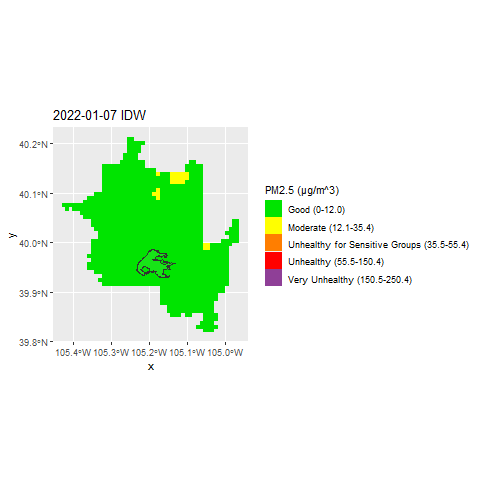 2022-01-07 IDW
40.2°N
40.1°N
40.0°N
39.9°N
39.8°N
y
105.4°W 105.3°W 105.2°W 105.1°W 105.0°W
x
PM2.5 (µg/m^3)
Good (0-12.0)
Moderate (12.1-35.4)
Unhealthy for Sensitive Groups (35.5-55.4)
Unhealthy (55.5-150.4)
Very Unhealthy (150.5-250.4)